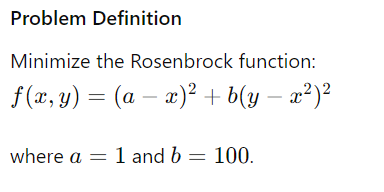 Problem Definition
Minimize the Rosenbrock function:
f(x, y) = (a − x)² + b(y − x²)²
where a = 1 and b = 100.